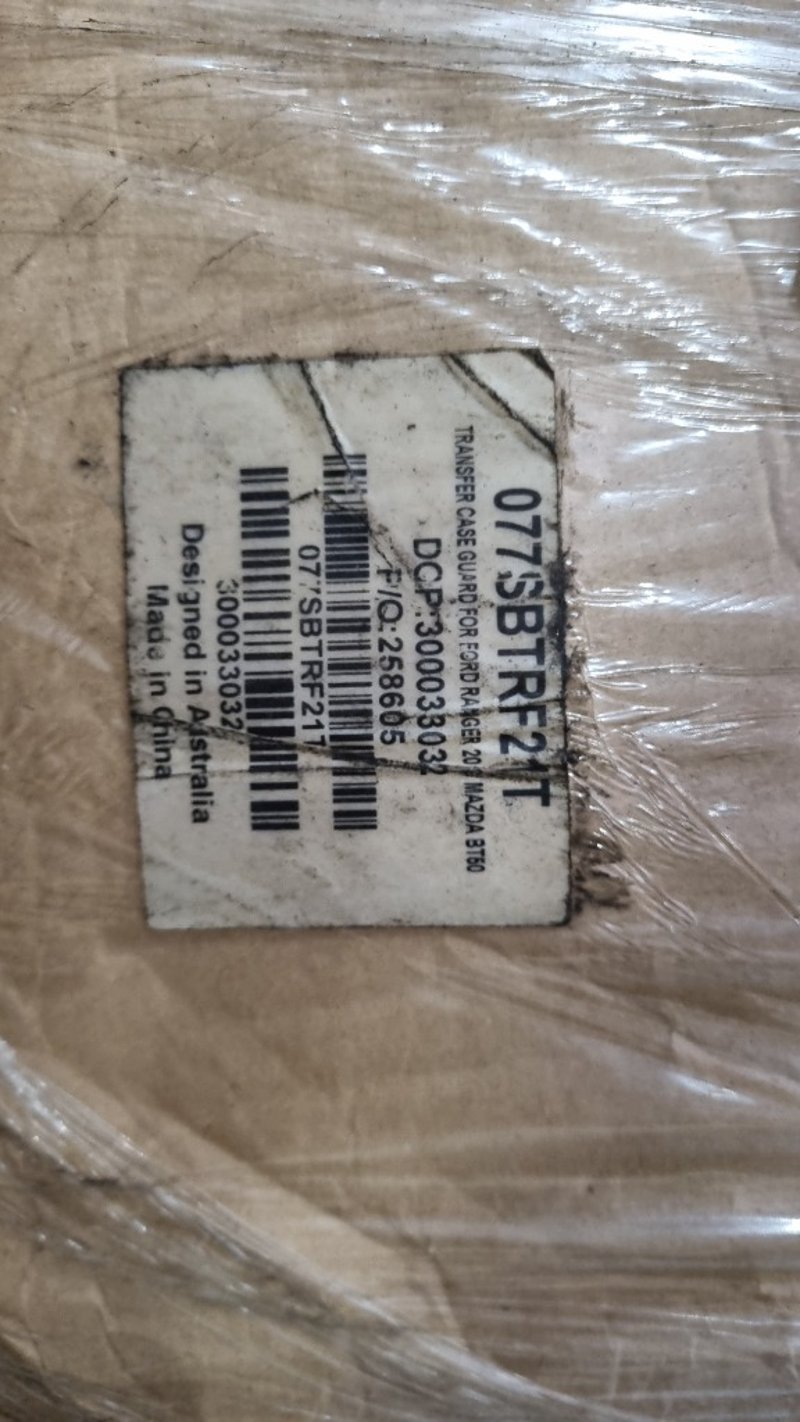 077SBTRF21T
TRANSFER CASE GUARD FOR FORD RANGER MAZDA BT50
DCP:300033032
P/O: 258605
077SBTRF21T
300033032
Designed in Australia
Made in China